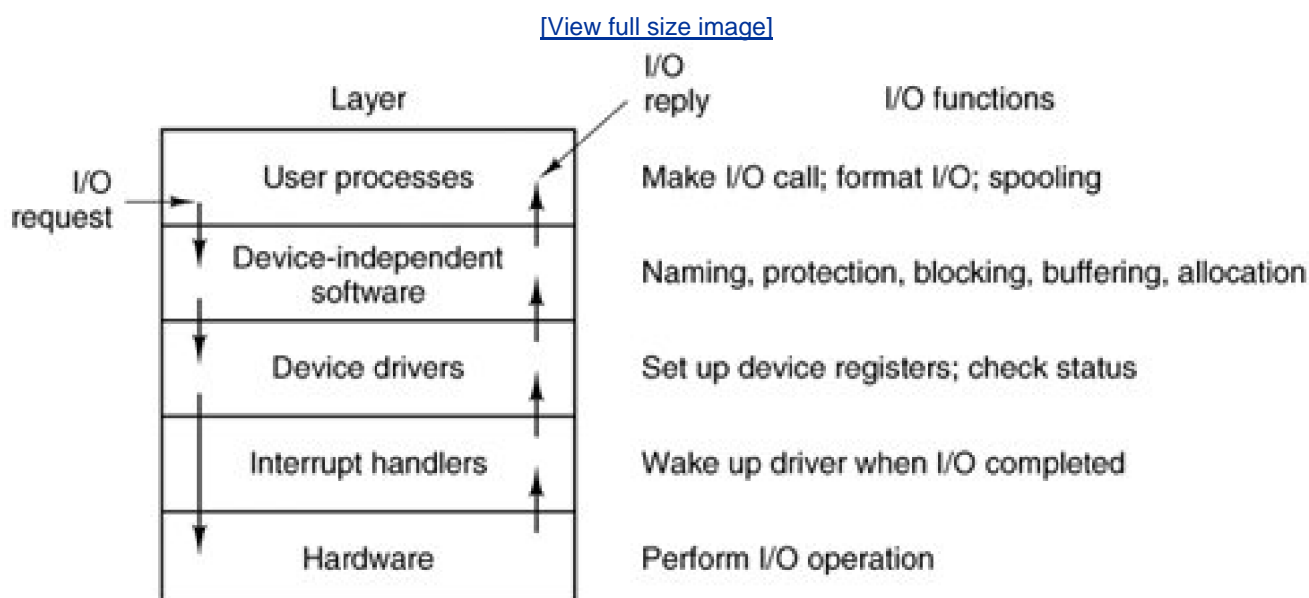 [View full size image]
Layer
I/O
reply
I/O functions
I/O
request
User processes
Make I/O call; format I/O; spooling
Device-independent
software
Naming, protection, blocking, buffering, allocation
Device drivers
Set up device registers; check status
Interrupt handlers
Wake up driver when I/O completed
Hardware
Perform I/O operation